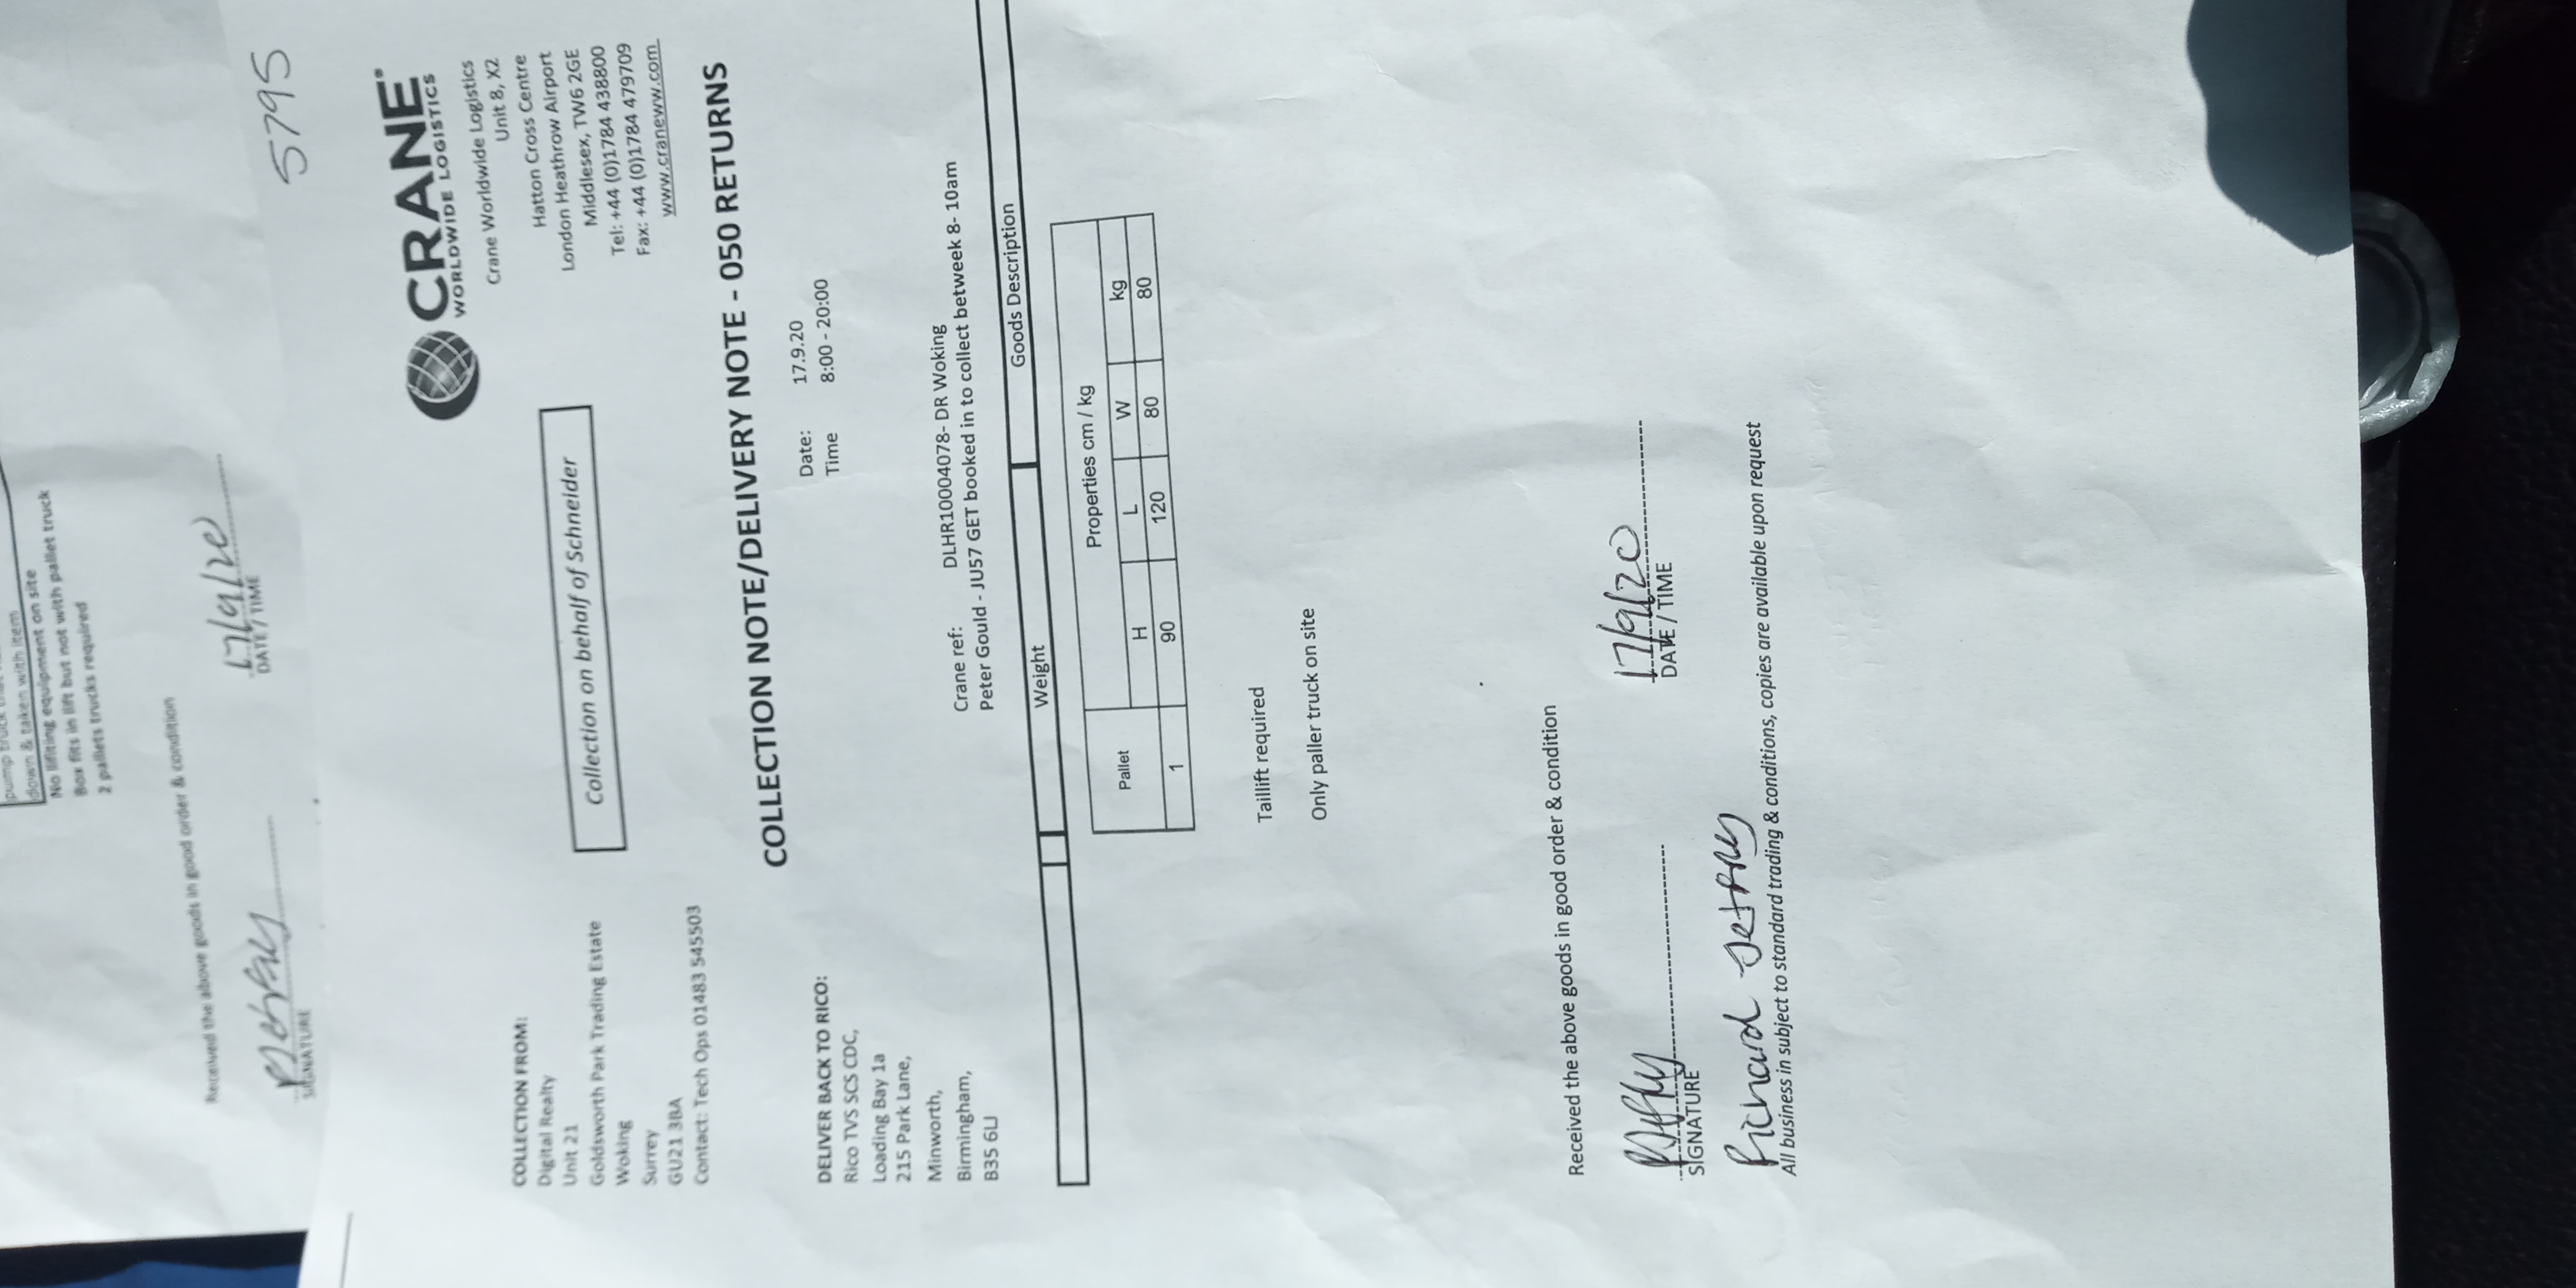 down & taken with item
No lifting equipment on site
Box fits in lift but not with pallet truck
2 pallets trucks required
Received the above goods in good order & condition
17/9/20
SIGNATURE
DATE / TIME
5795
CRANE
WORLDWIDE LOGISTICS
Crane Worldwide Logistics
Unit 8, X2
Hatton Cross Centre
London Heathrow Airport
Middlesex, TW6 2GE
Tel: +44 (0)1784 438800
Fax: +44 (0)1784 479709
www.craneww.com
Collection on behalf of Schneider
COLLECTION FROM:
Digital Realty
Unit 21
Goldsworth Park Trading Estate
Woking
Surrey
GU21 3BA
Contact: Tech Ops 01483 545503
COLLECTION NOTE/DELIVERY NOTE - 050 RETURNS
Date: 17.9.20
Time 8:00 - 20:00
DELIVER BACK TO RICO:
Rico TVS SCS CDC,
Loading Bay 1a
215 Park Lane,
Minworth,
Birmingham,
B35 6LJ
Crane ref: DLHR10004078- DR Woking
Peter Gould - JU57 GET booked in to collect betweek 8- 10am
Weight Goods Description
Pallet Properties cm / kg
H L W kg
1 90 120 80 80
Taillift required
Only paller truck on site
Received the above goods in good order & condition
17/9/20
SIGNATURE DATE / TIME
Richard
All business in subject to standard trading & conditions, copies are available upon request